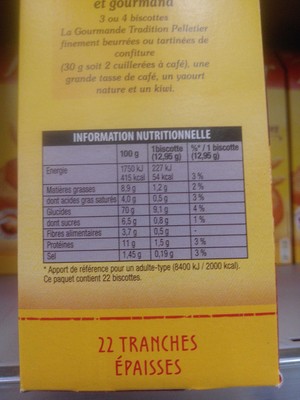 et gourmand
3 ou 4 biscottes
La Gourmande Tradition Pelletier
finement beurrées ou tartinées de
confiture
(30 g soit 2 cuillerées à café), une
grande tasse de café, un yaourt
nature et un kiwi.
INFORMATION NUTRITIONNELLE
100 g 1biscotte (12,95 g) %*/ 1 biscotte (12,95 g)
Energie 1750 kJ 227 kJ
415 kcal 54 kcal 3 %
Matières grasses 8,9 g 1,2 g 2 %
dont acides gras saturés 4,0 g 0,5 g 3 %
Glucides 70 g 9,1 g 4 %
dont sucres 6,5 g 0,8 g 1 %
Fibres alimentaires 3,7 g 0,5 g -
Protéines 11 g 1,5 g 3 %
Sel 1,45 g 0,19 g 3 %
* Apport de référence pour un adulte-type (8400 kJ / 2000 kcal).
Ce paquet contient 22 biscottes.
22 TRANCHES
ÉPAISSES